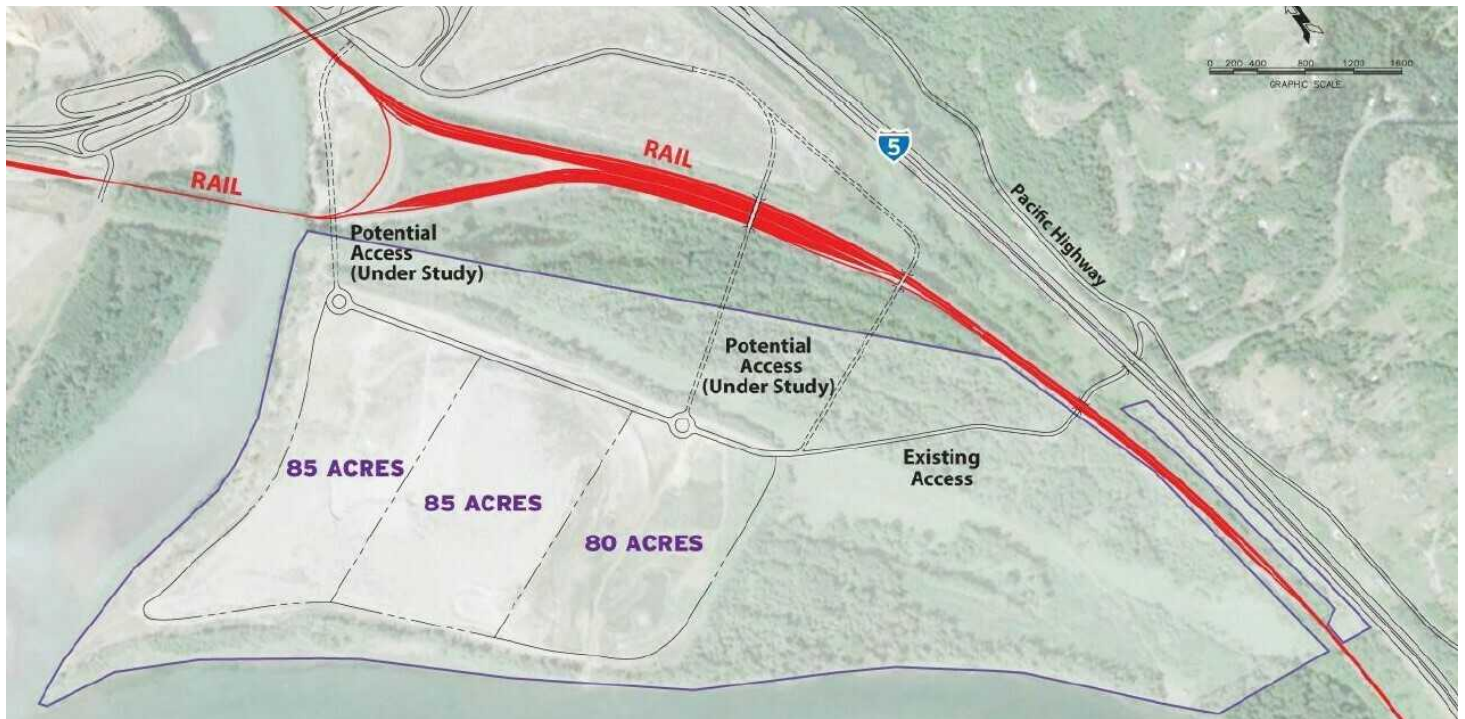 0 200 400 800 1200 1600
GRAPHIC SCALE
5
RAIL
RAIL
Pacific Highway
Potential
Access
(Under Study)
Potential
Access
(Under Study)
Existing
Access
85 ACRES
85 ACRES
80 ACRES